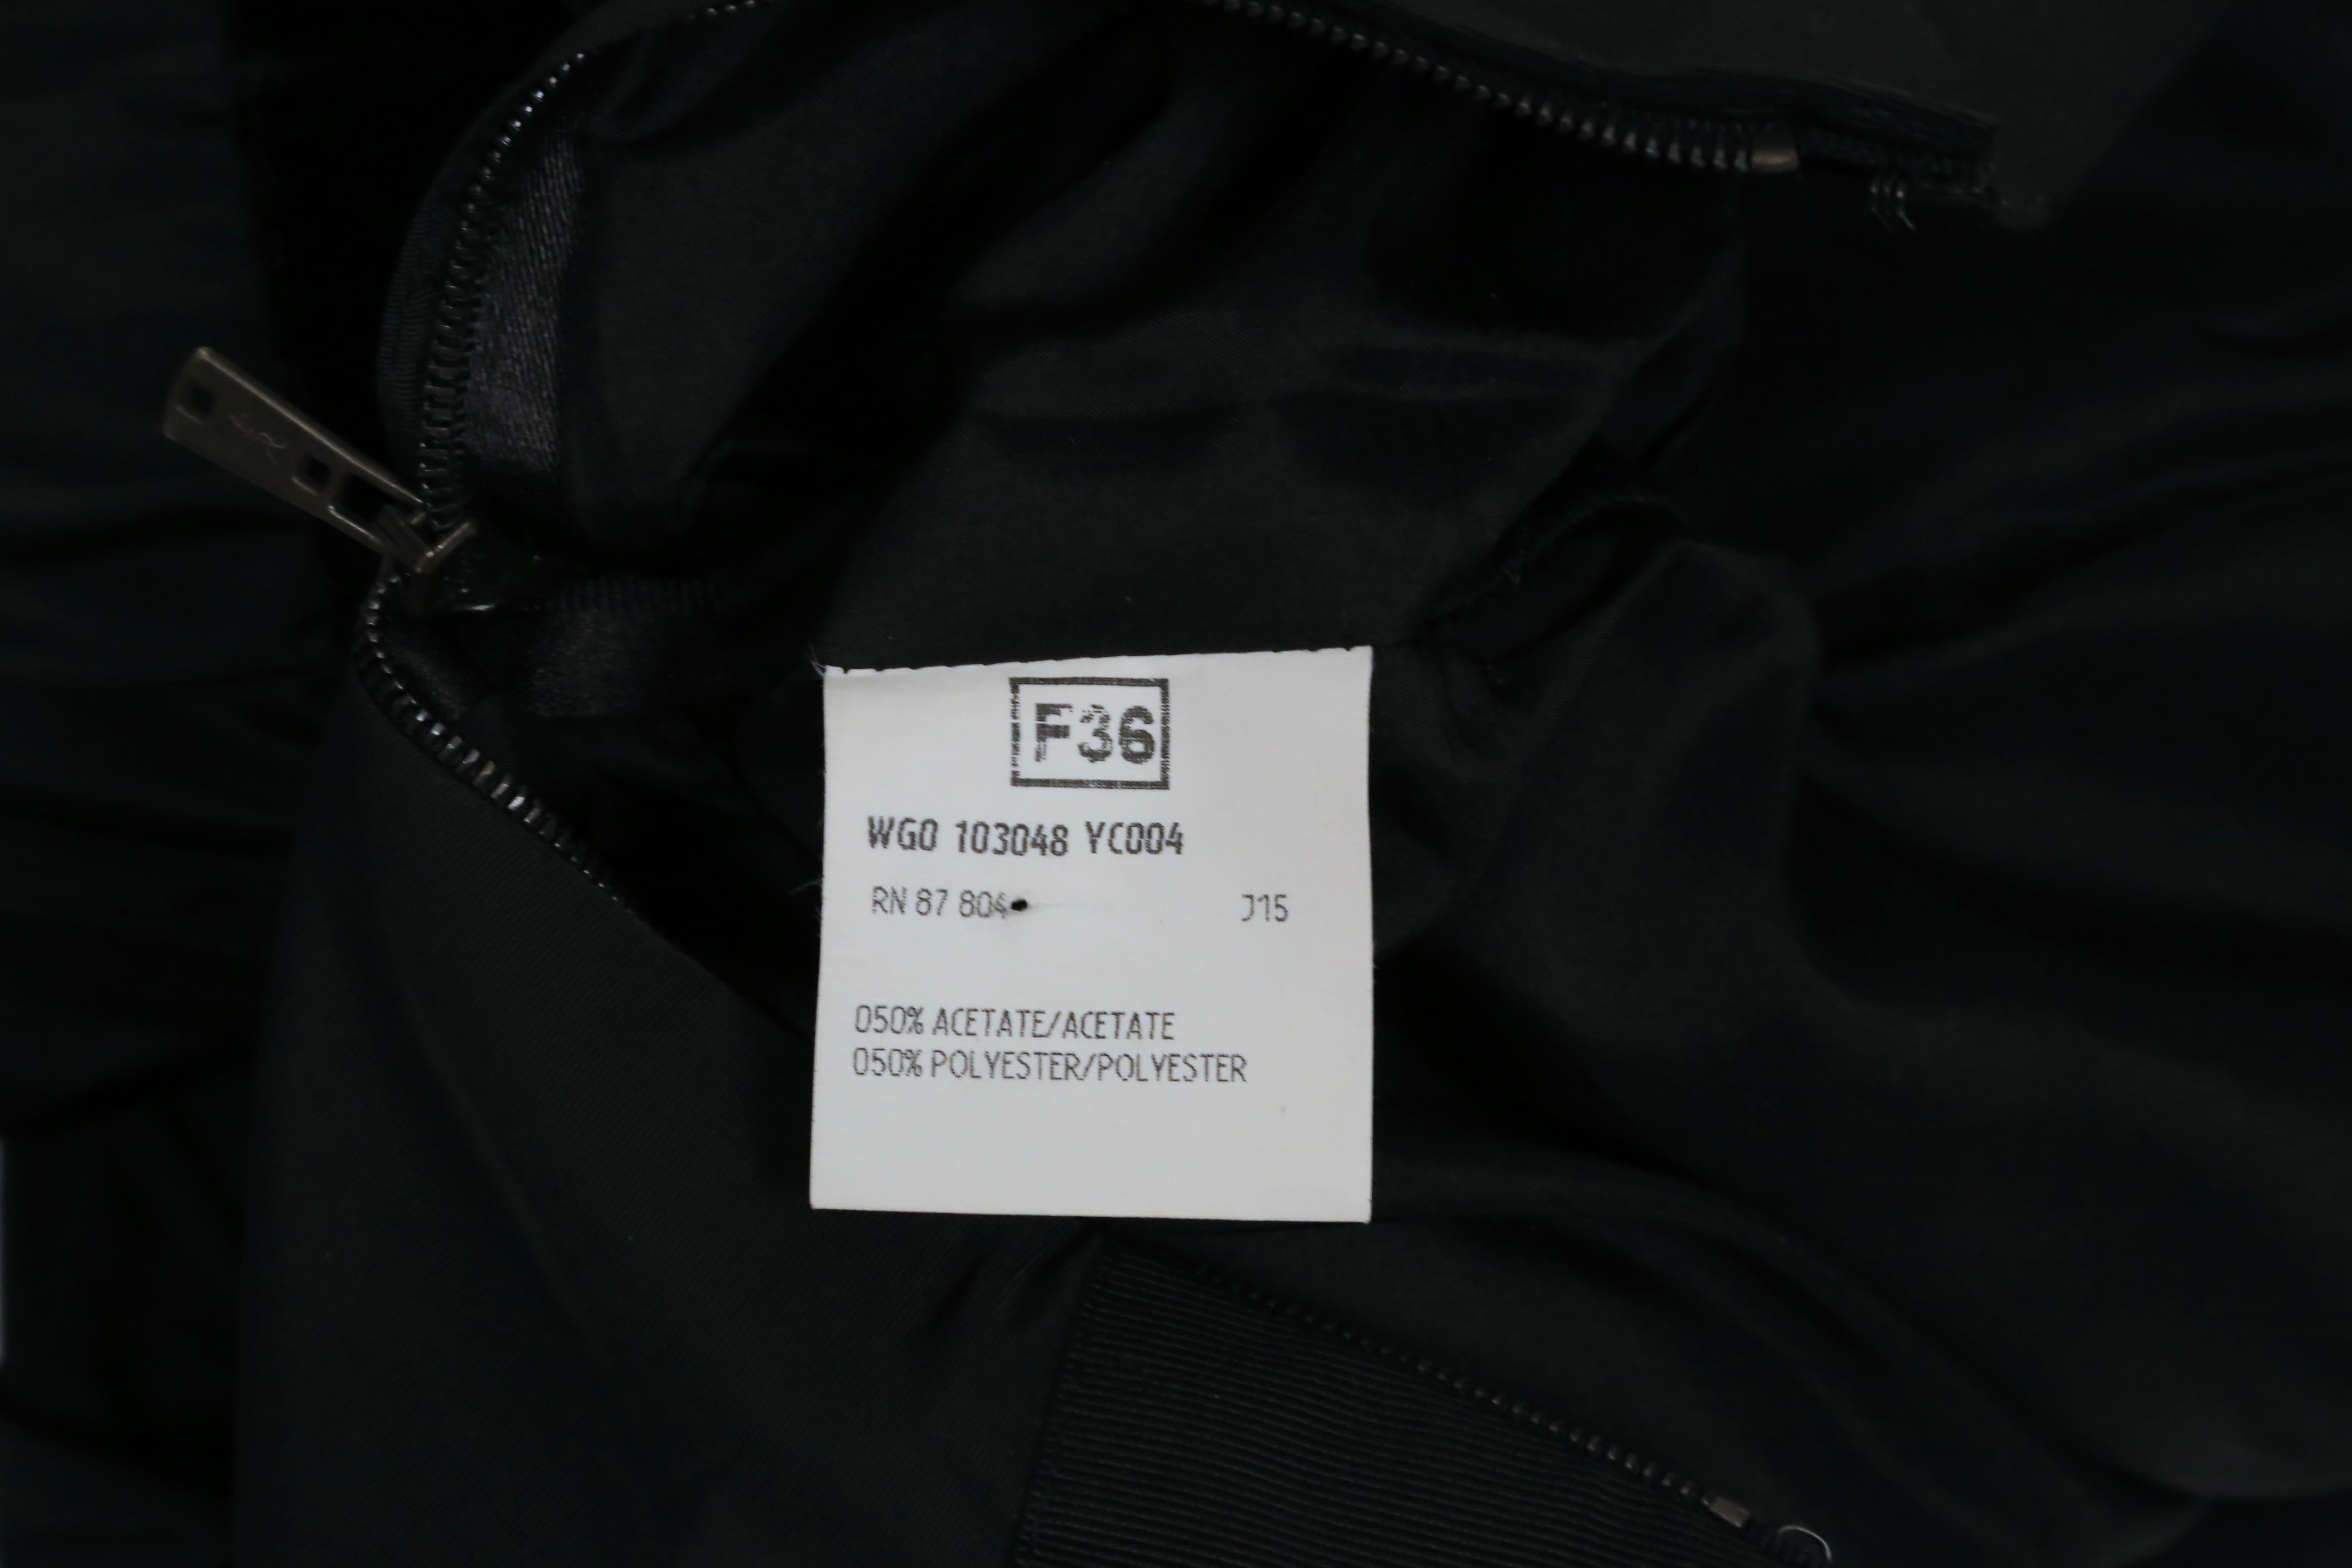 F36
WG0 103048 YC004
RN 87 804 J15
050% ACETATE/ACETATE
050% POLYESTER/POLYESTER